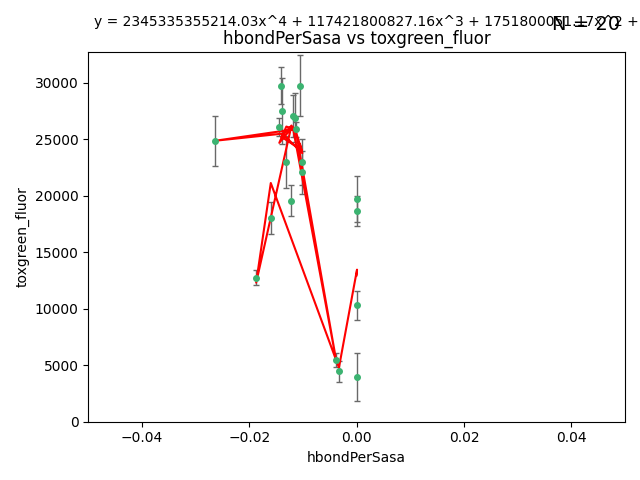 y = 2345335355214.03x^4 + 117421800827.16x^3 + 1751800051.17x^2 +
N = 20
hbondPerSasa vs toxgreen_fluor
30000
25000
20000
15000
10000
5000
0
toxgreen_fluor
−0.04 −0.02 0.00 0.02 0.04
hbondPerSasa